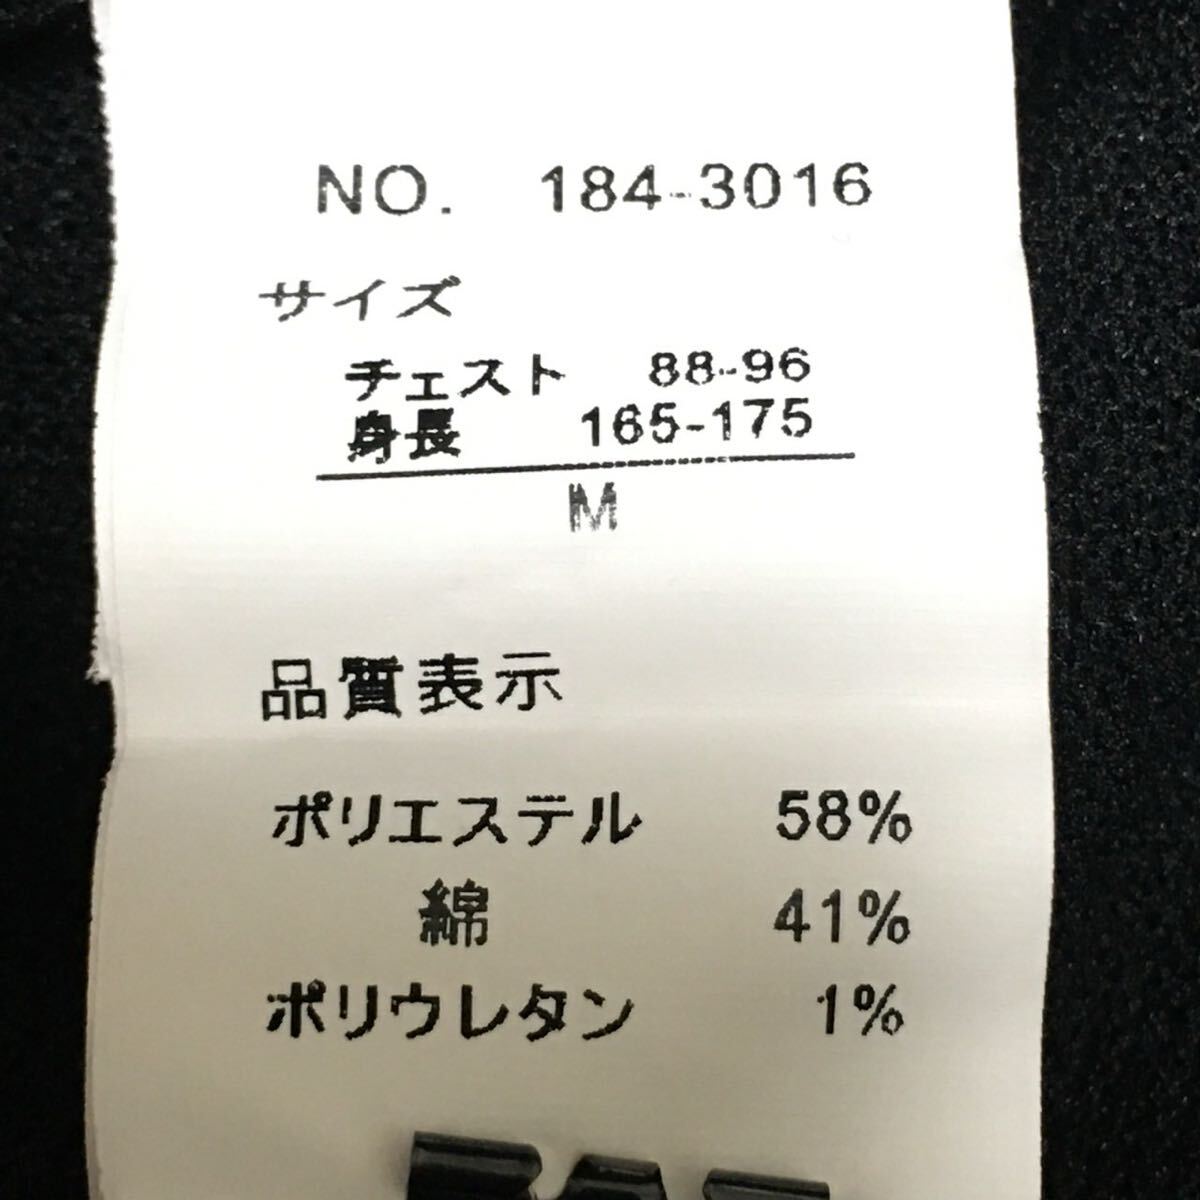 NO. 184-3016
サイズ
チェスト 88-96
身長 165-175
M
品質表示
ポリエステル 58%
綿 41%
ポリウレタン 1%